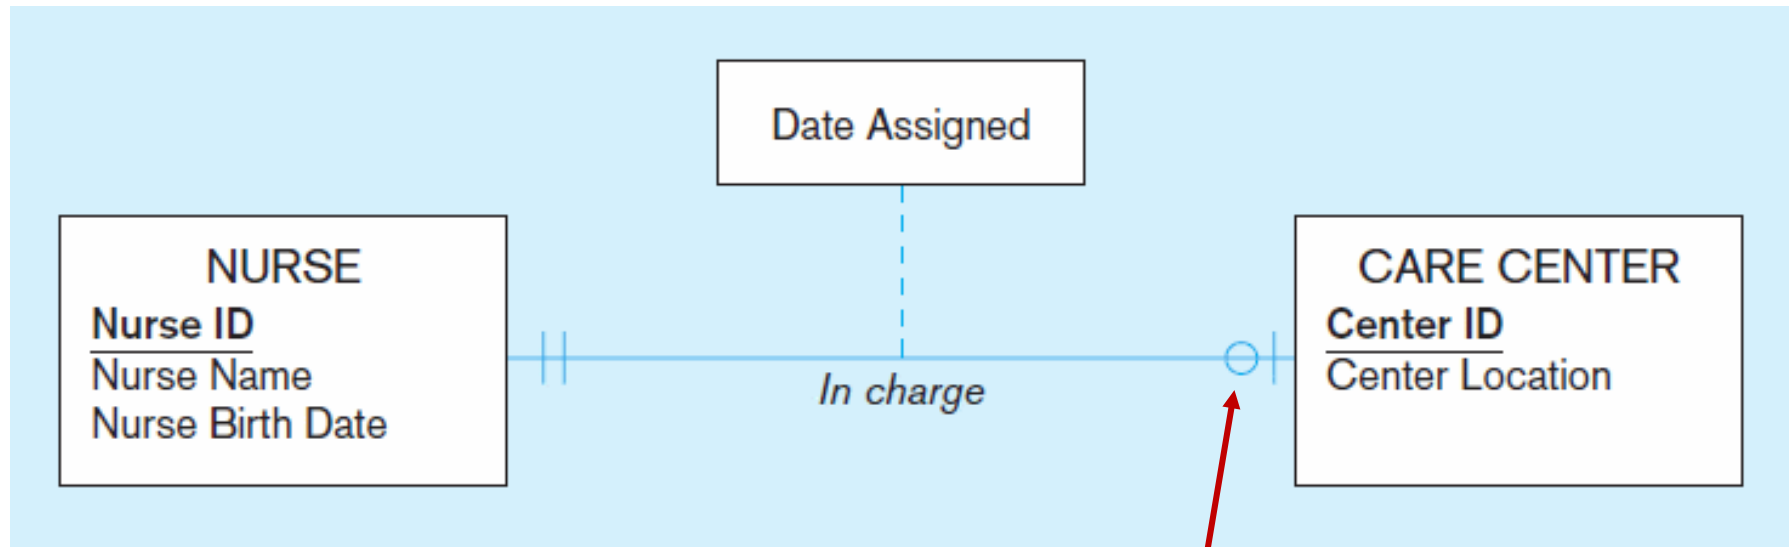 Date Assigned
NURSE
Nurse ID
Nurse Name
Nurse Birth Date
In charge
CARE CENTER
Center ID
Center Location